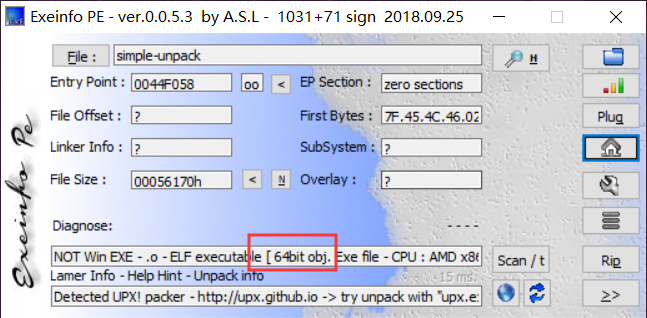 Exeinfo PE - ver.0.0.5.3 by A.S.L - 1031+71 sign 2018.09.25
File : simple-unpack H
Entry Point : 0044F058 oo < EP Section : zero sections
File Offset : ? First Bytes : 7F.45.4C.46.02 Plug
Linker Info : ? SubSystem : ?
File Size : 00056170h < N Overlay : ?
Diagnose: - - - -
NOT Win EXE - .o - ELF executable [ 64bit obj. Exe file - CPU : AMD x86 Scan / t Rip
Lamer Info - Help Hint - Unpack info 15 ms.
Detected UPX! packer - http://upx.github.io -> try unpack with "upx.e >>
Exeinfo Pe